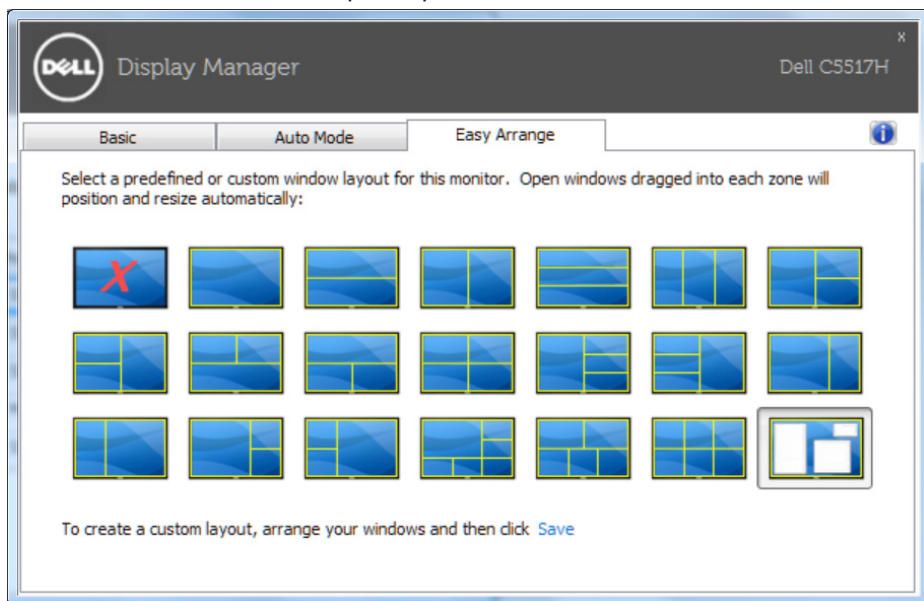 DELL
Display Manager
x
Dell C5517H
Basic
Auto Mode
Easy Arrange
i
Select a predefined or custom window layout for this monitor.  Open windows dragged into each zone will
position and resize automatically:
X
To create a custom layout, arrange your windows and then click Save